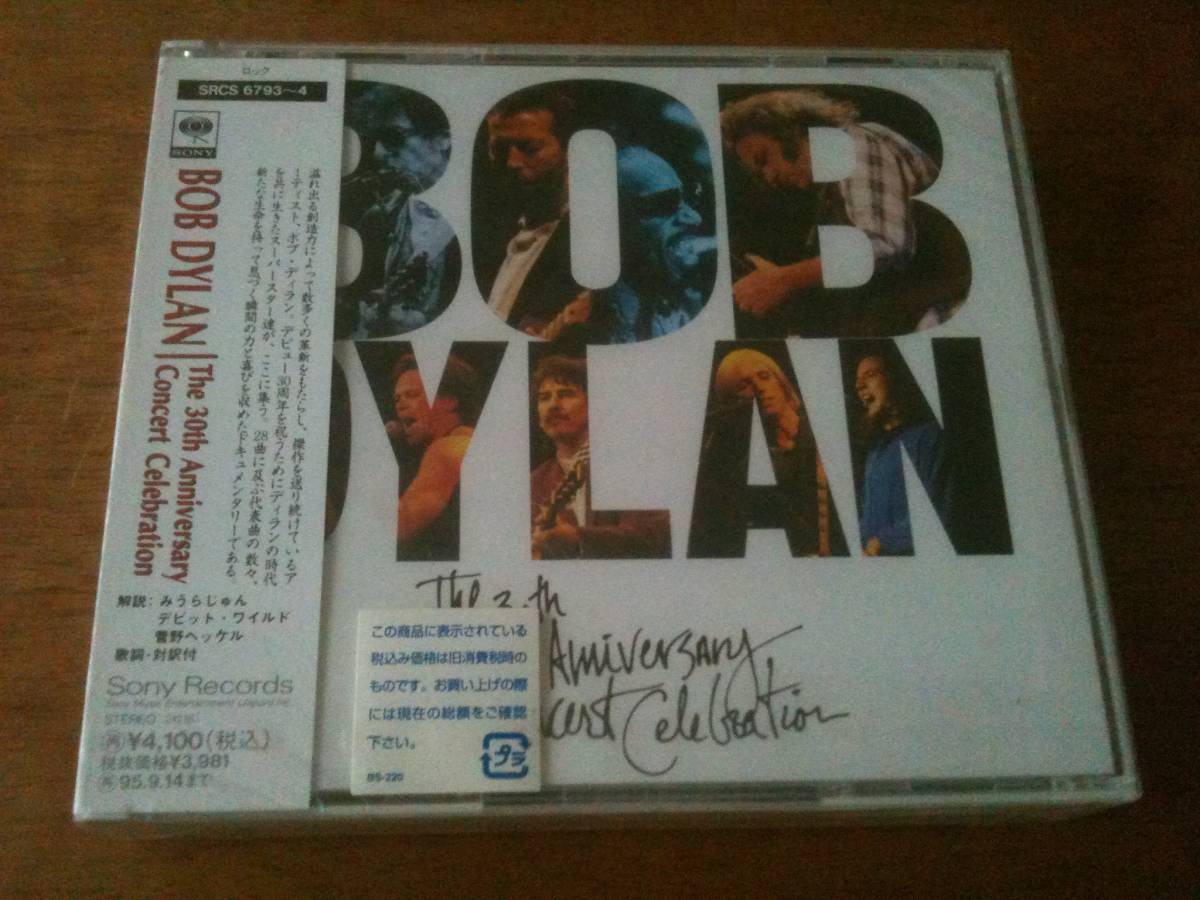 ロック
SRCS 6793〜4
SONY
BOB DYLAN
The 30th Anniversary
Concert Celebration
溢れ出る創造力によって数多くの革新をもたらし、傑作を送り続けているア
ーティスト、ボブ・ディラン。デビュー30周年を祝うためにディランの時代
を共に生きたスーパースター達が、ここに集う。28曲に及ぶ代表曲の数々、
新たな生命を持って息づく瞬間の力と喜びを収めたドキュメンタリーである。
解説：みうらじゅん
デビット・ワイルド
菅野ヘッケル
歌詞・対訳付
Sony Records
Sony Music Entertainment (Japan) Inc.
STEREO 2枚組
¥4,100(税込)
税抜価格¥3,981
95.9.14まで
BOB
DYLAN
The 30th
Anniversary
Concert Celebration
この商品に表示されている
税込み価格は旧消費税時の
ものです。お買い上げの際
には現在の総額をご確認
下さい。
プラ
BS-220